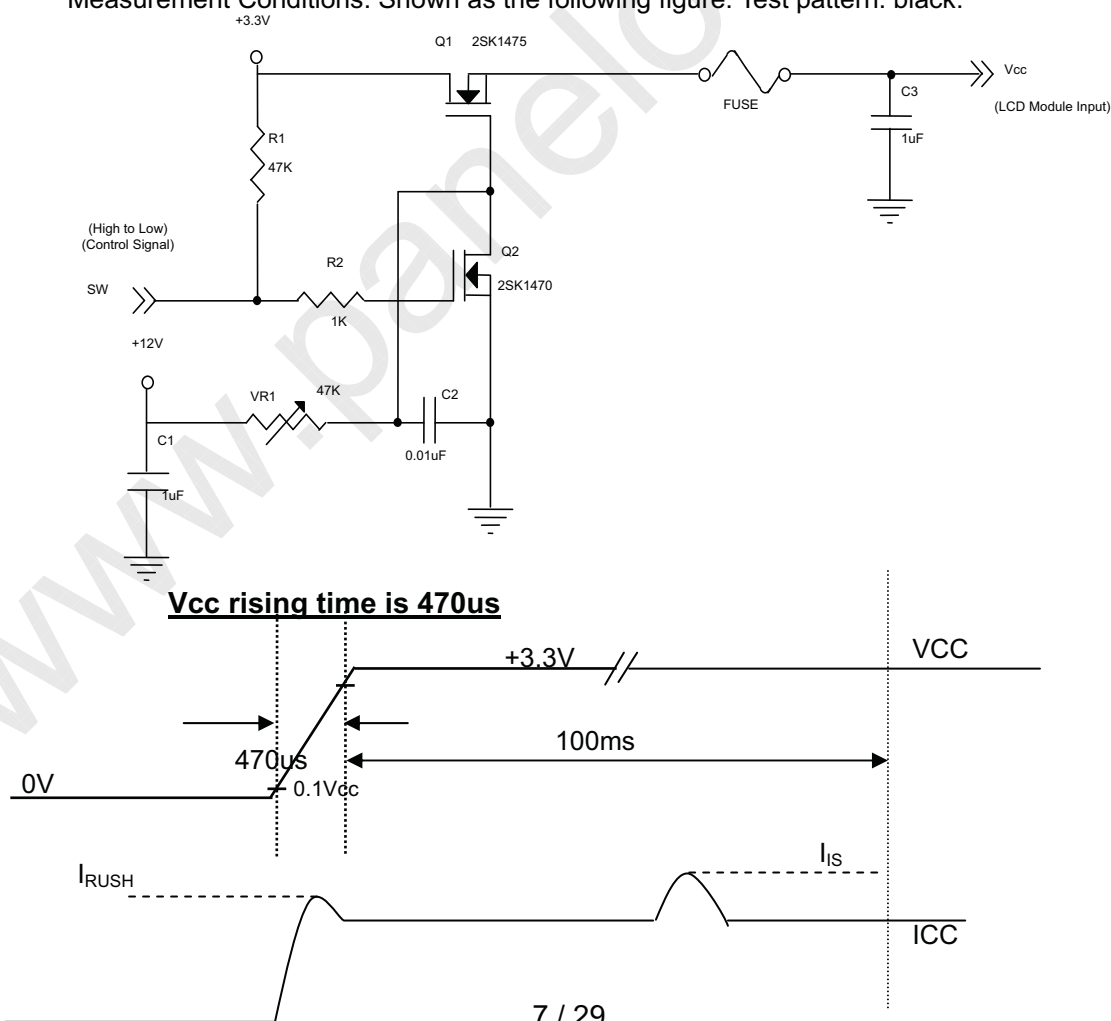 Measurement Conditions: Shown as the following figure. Test pattern: black.
+3.3V
Q1 2SK1475
Vcc
FUSE
C3
(LCD Module Input)
1uF
R1
47K
(High to Low)
(Control Signal)
Q2
R2
2SK1470
SW
1K
+12V
VR1
47K
C2
C1
0.01uF
1uF
Vcc rising time is 470us
+3.3V
VCC
100ms
470us
0V
0.1Vcc
IRUSH
IIS
ICC
7 / 29